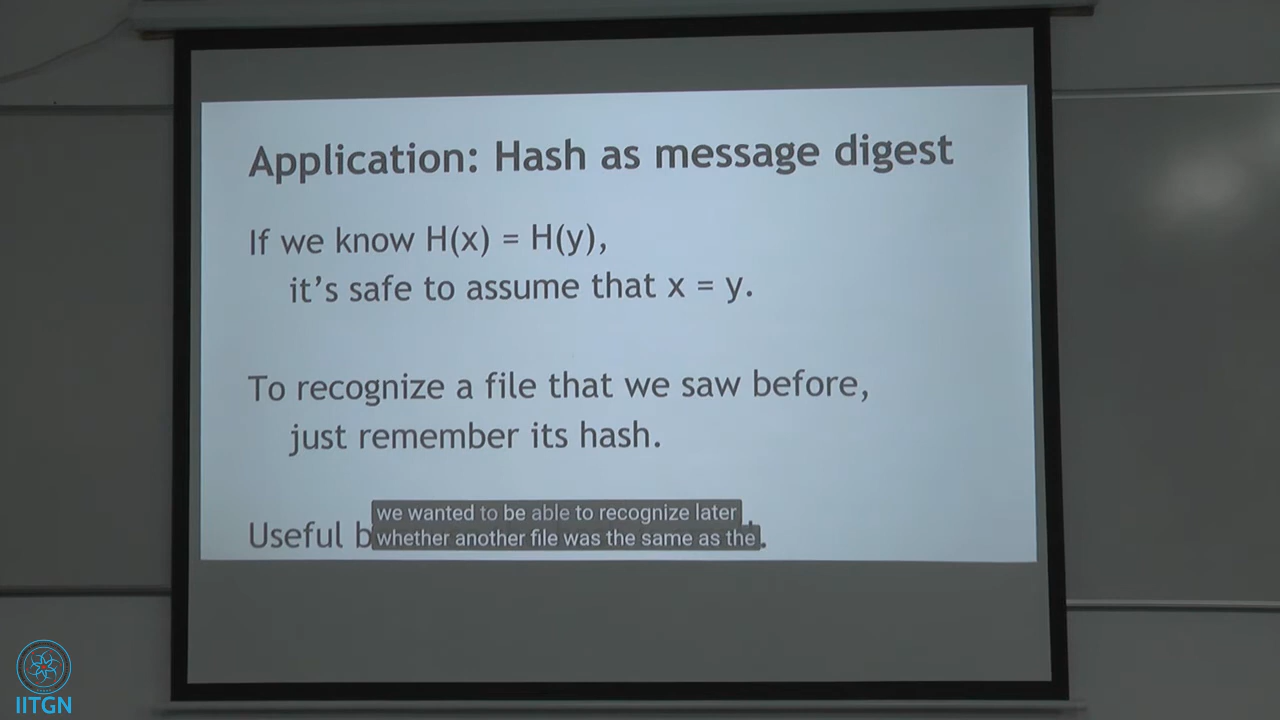 Application: Hash as message digest
If we know H(x) = H(y),
it's safe to assume that x = y.
To recognize a file that we saw before,
just remember its hash.
Useful
we wanted to be able to recognize later
whether another file was the same as the
IITGN